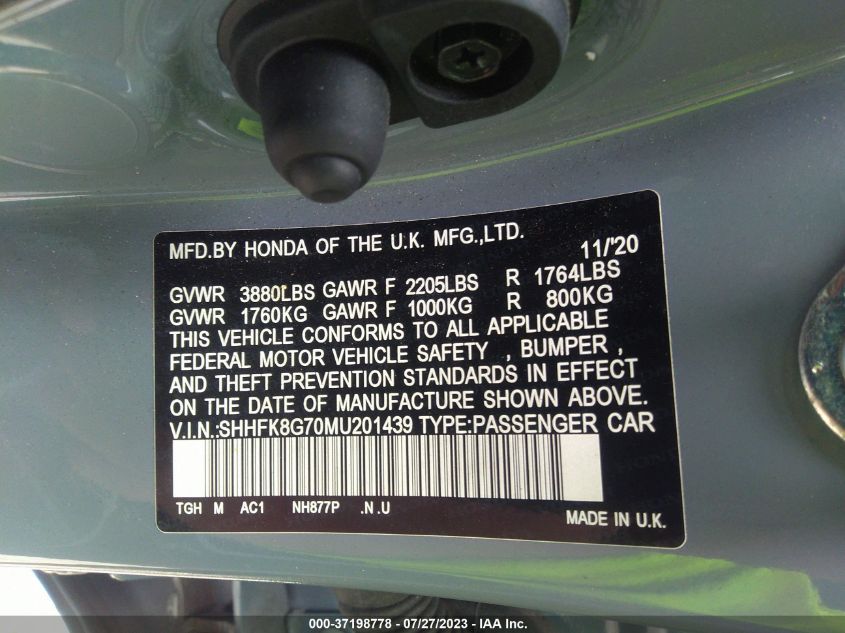 MFD.BY HONDA OF THE U.K. MFG.,LTD. 11/'20
GVWR 3880LBS GAWR F 2205LBS R 1764LBS
GVWR 1760KG GAWR F 1000KG R 800KG
THIS VEHICLE CONFORMS TO ALL APPLICABLE
FEDERAL MOTOR VEHICLE SAFETY , BUMPER ,
AND THEFT PREVENTION STANDARDS IN EFFECT
ON THE DATE OF MANUFACTURE SHOWN ABOVE.
V.I.N.:SHHFK8G70MU201439 TYPE:PASSENGER CAR
TGH M AC1 NH877P .N .U
MADE IN U.K.
000-37198778 - 07/27/2023 - IAA Inc.